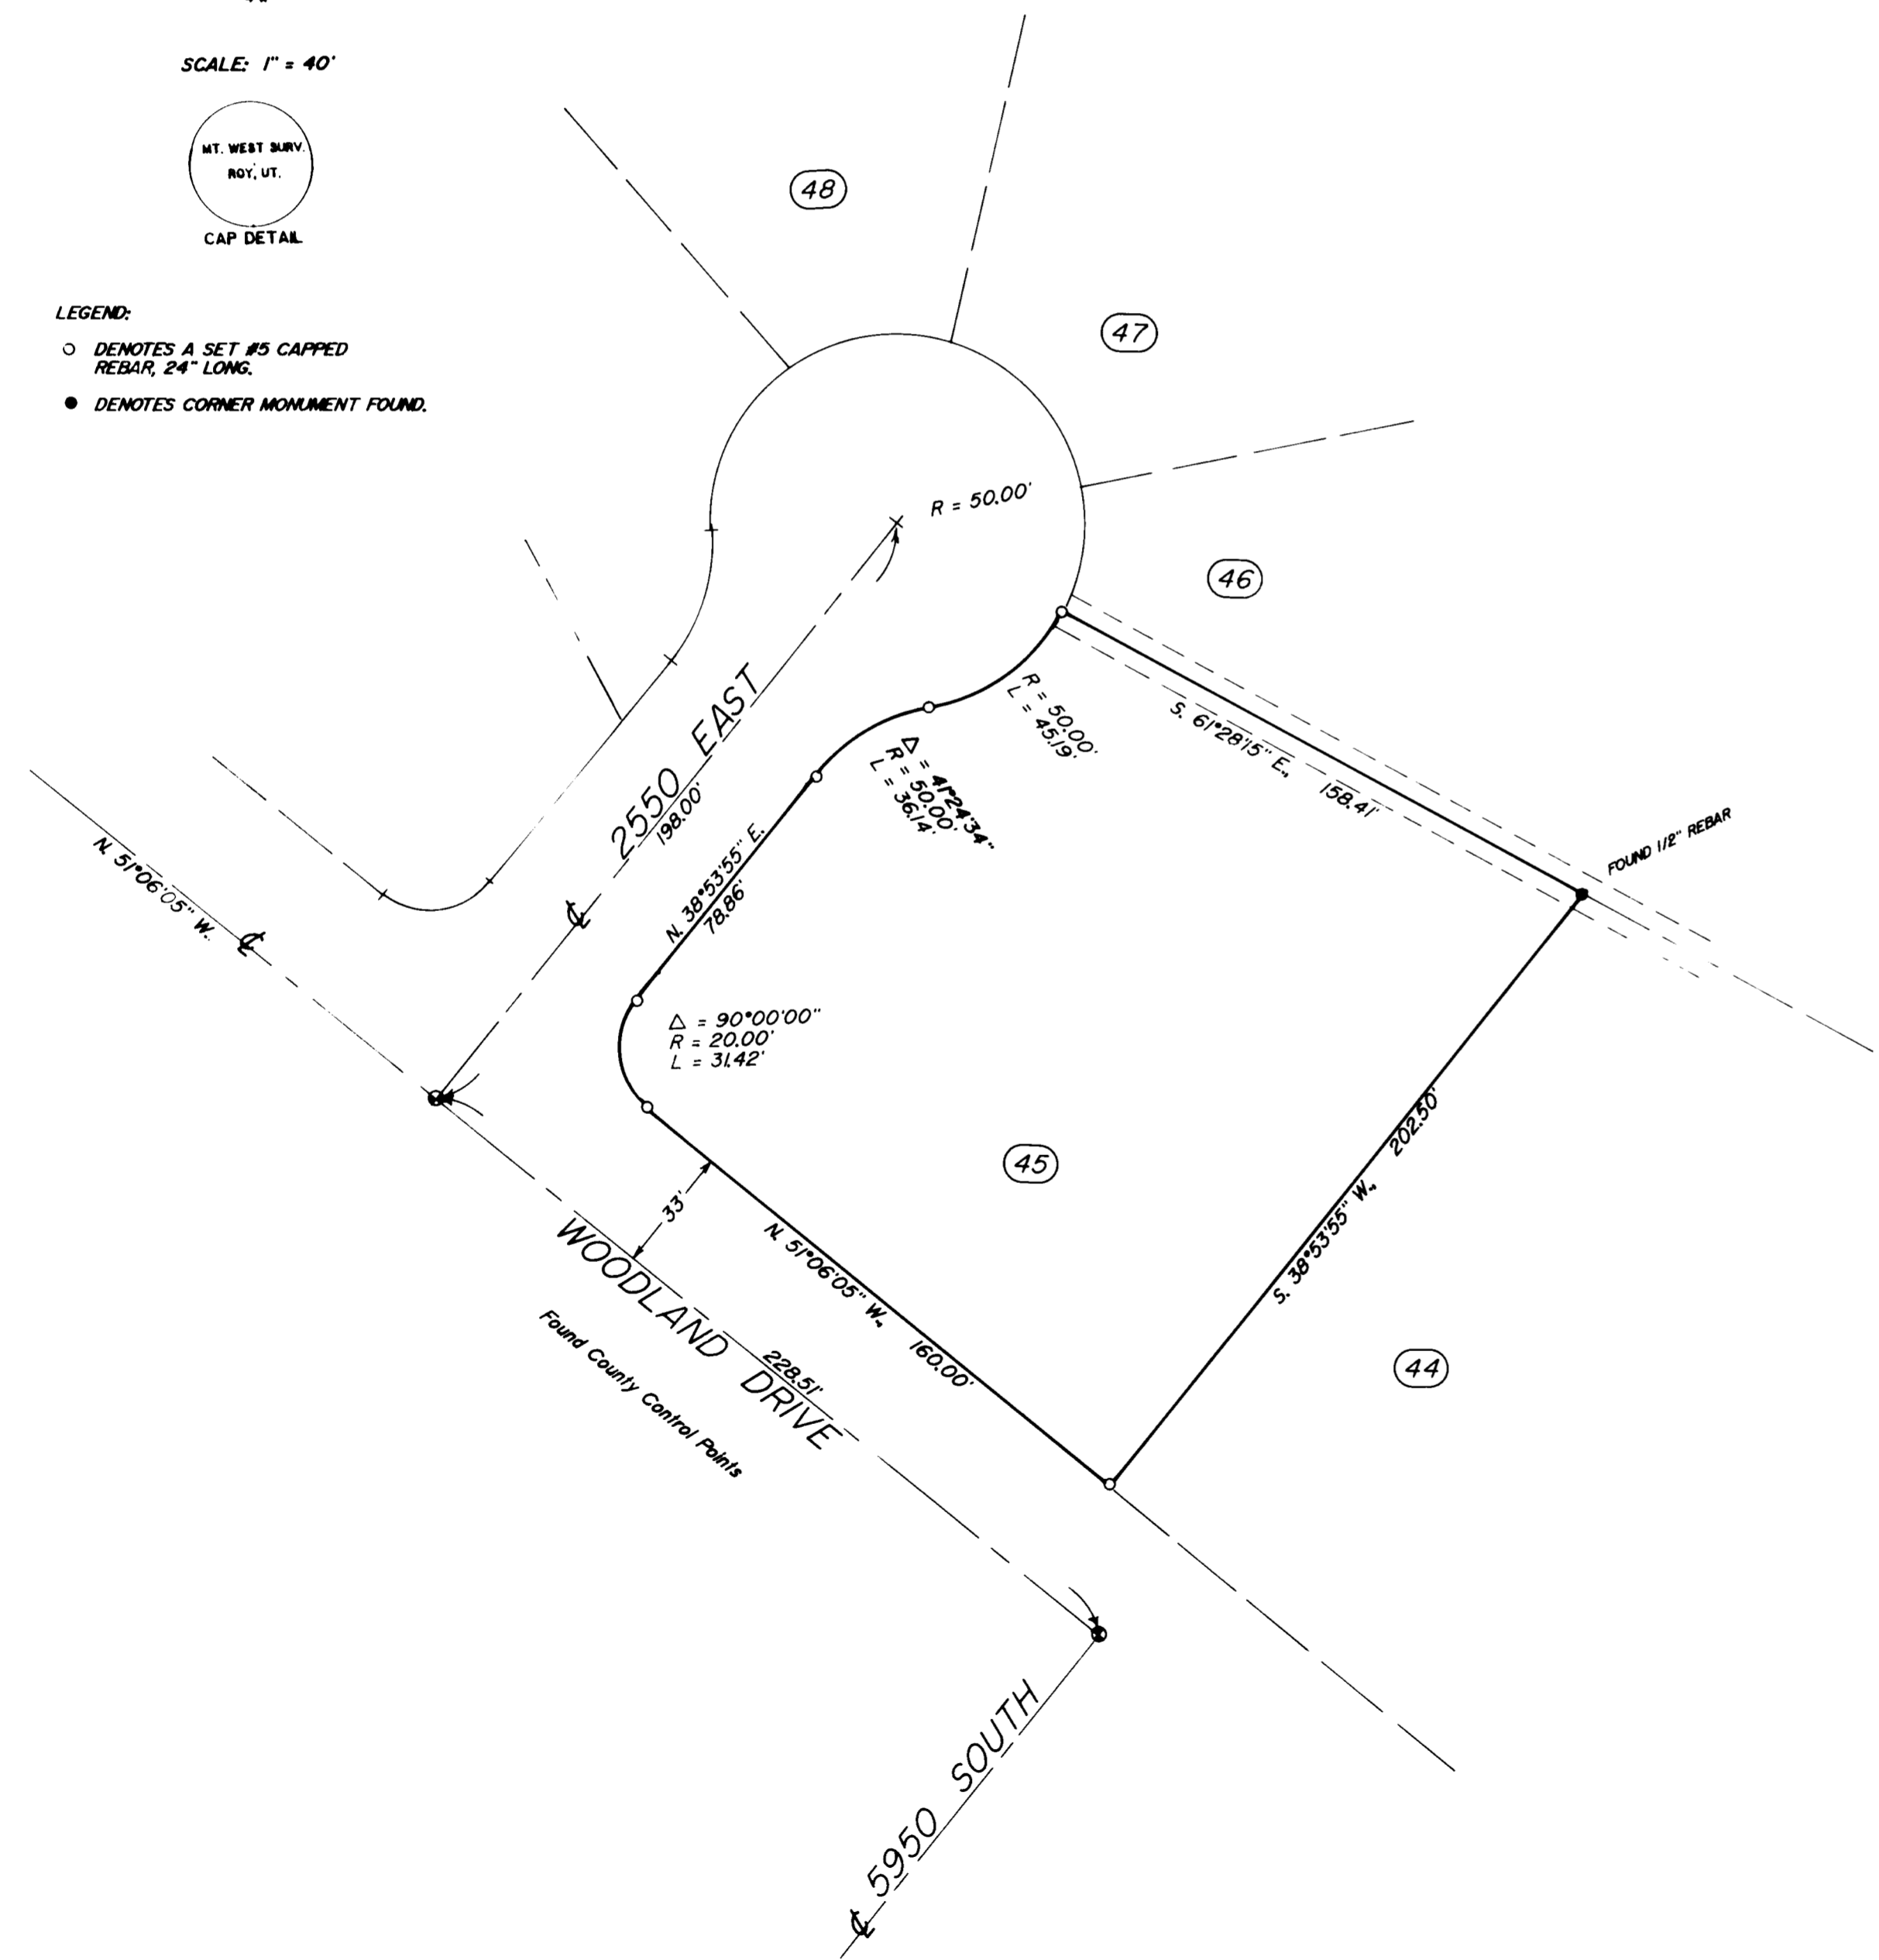 SCALE: 1" = 40'
MT. WEST SURV.
ROY, UT.
CAP DETAIL
LEGEND:
DENOTES A SET #5 CAPPED
REBAR, 24" LONG.
DENOTES CORNER MONUMENT FOUND.
48
47
R = 50.00'
46
R = 50.00'
L = 45.19'
S. 61°28'15" E., 158.41'
FOUND 1/2" REBAR
Δ = 41°24'34"
R = 50.00'
L = 36.14'
2550 EAST
198.00'
N. 38°53'55" E.
78.86'
N. 51°06'05" W.
℄
℄
Δ = 90°00'00"
R = 20.00'
L = 31.42'
45
S. 38°53'55" W., 202.50'
33'
N. 51°06'05" W., 160.00'
WOODLAND DRIVE
228.51'
Found County Control Points
44
℄ 5950 SOUTH